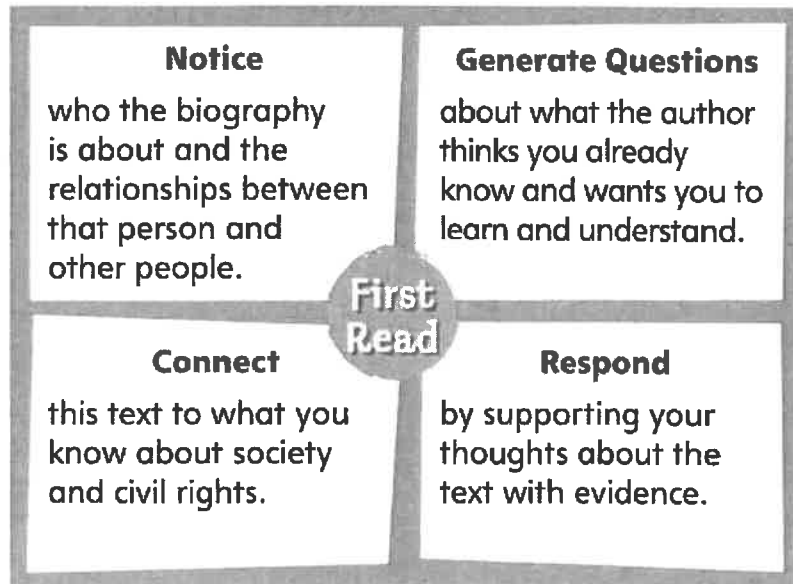 Notice
who the biography
is about and the
relationships between
that person and
other people.
Generate Questions
about what the author
thinks you already
know and wants you to
learn and understand.
First
Read
Connect
this text to what you
know about society
and civil rights.
Respond
by supporting your
thoughts about the
text with evidence.